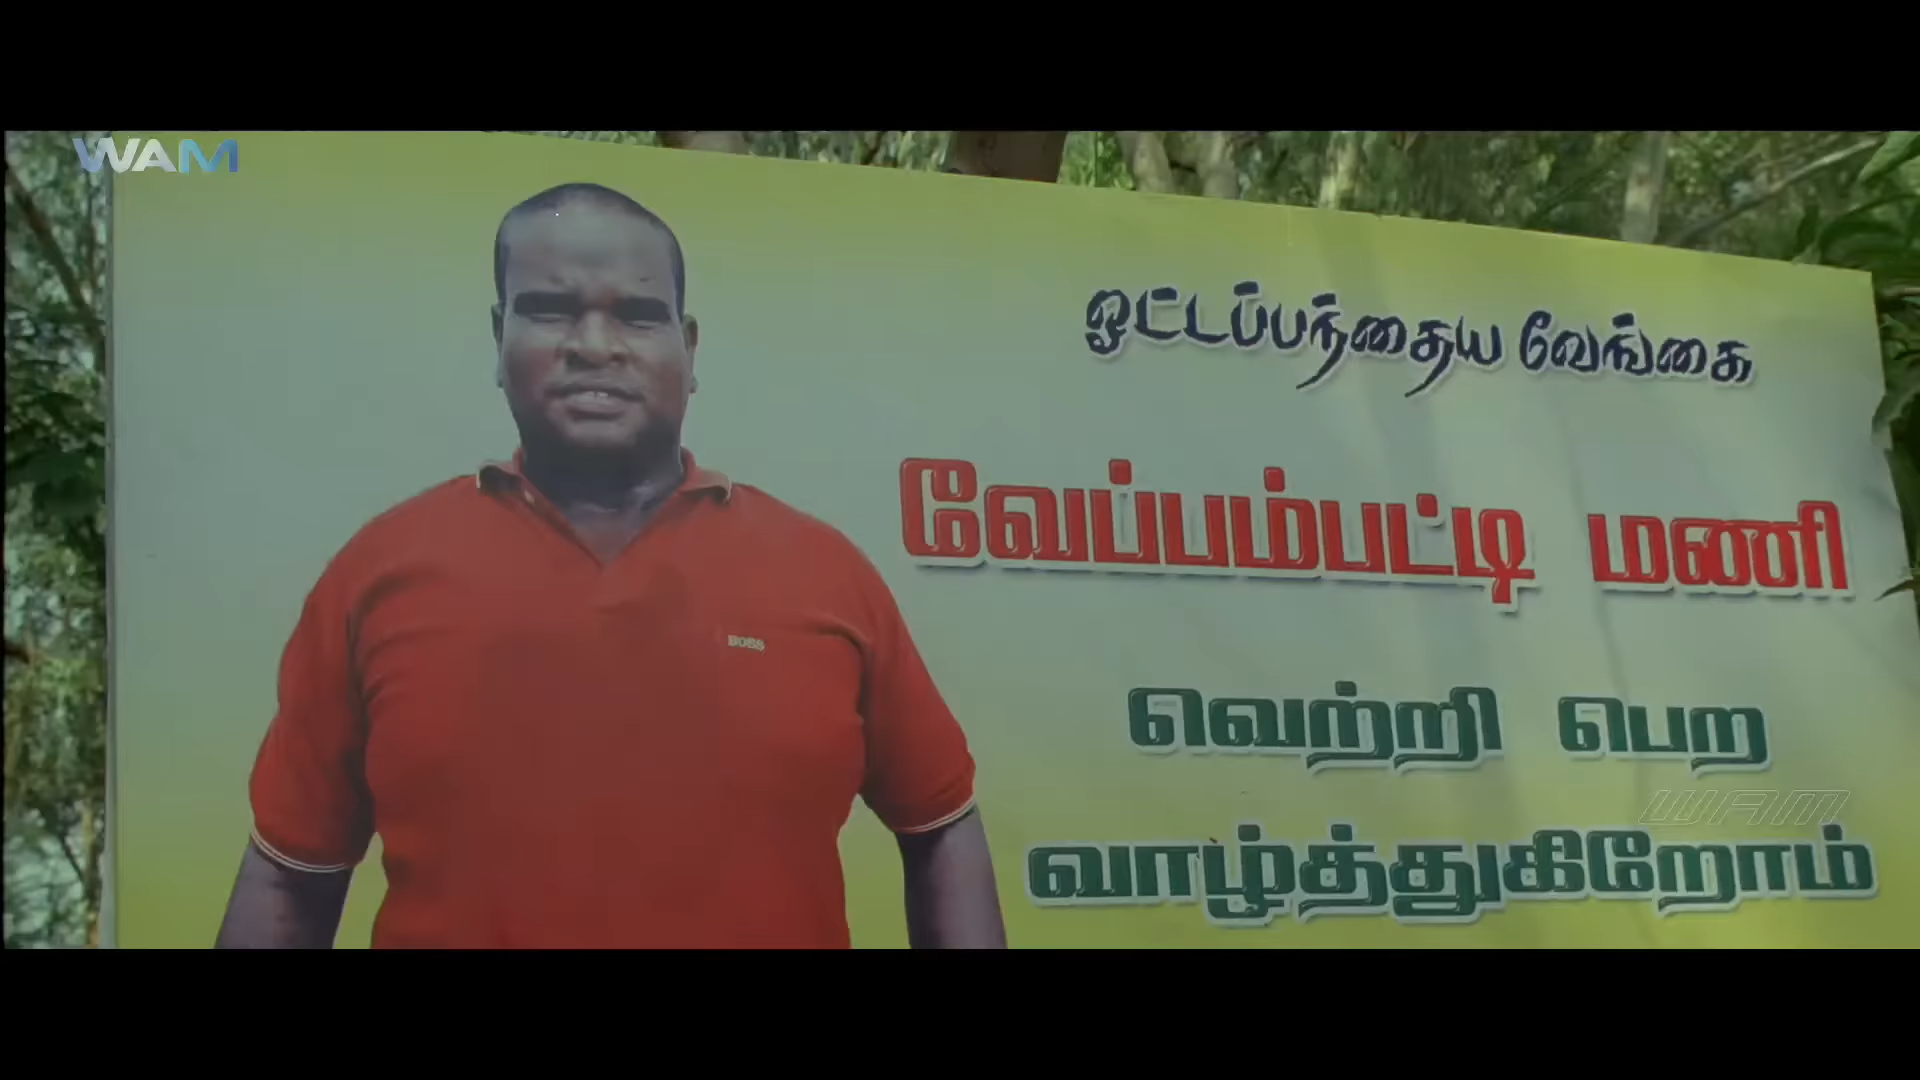 WAM
ஓட்டப்பந்தைய வேங்கை
வேப்பம்பட்டி மணி
BOSS
வெற்றி பெற
WAM
வாழ்த்துகிறோம்